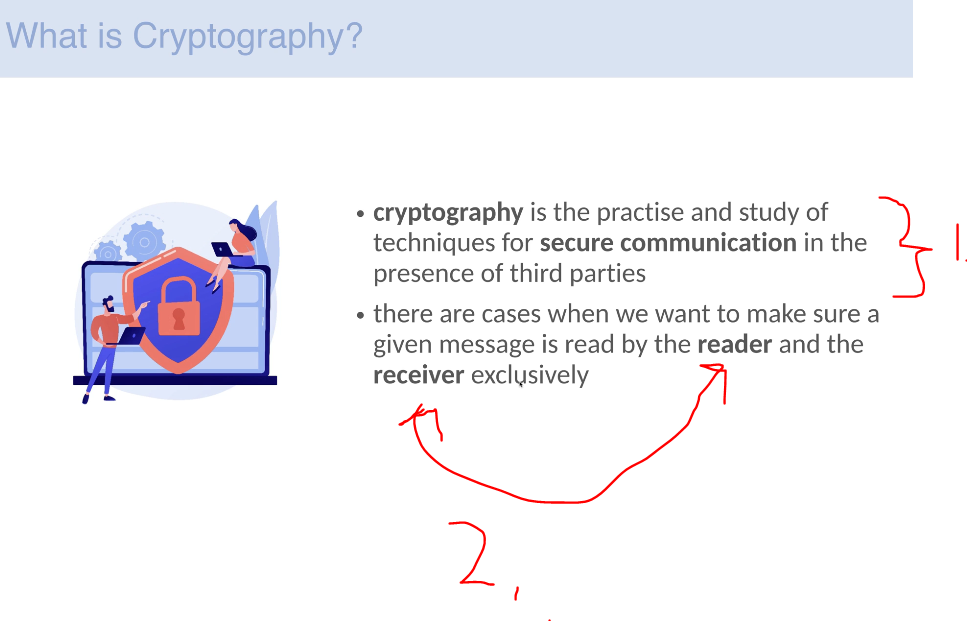 What is Cryptography?
• cryptography is the practise and study of
techniques for secure communication in the
presence of third parties
1.
• there are cases when we want to make sure a
given message is read by the reader and the
receiver exclusively
2.